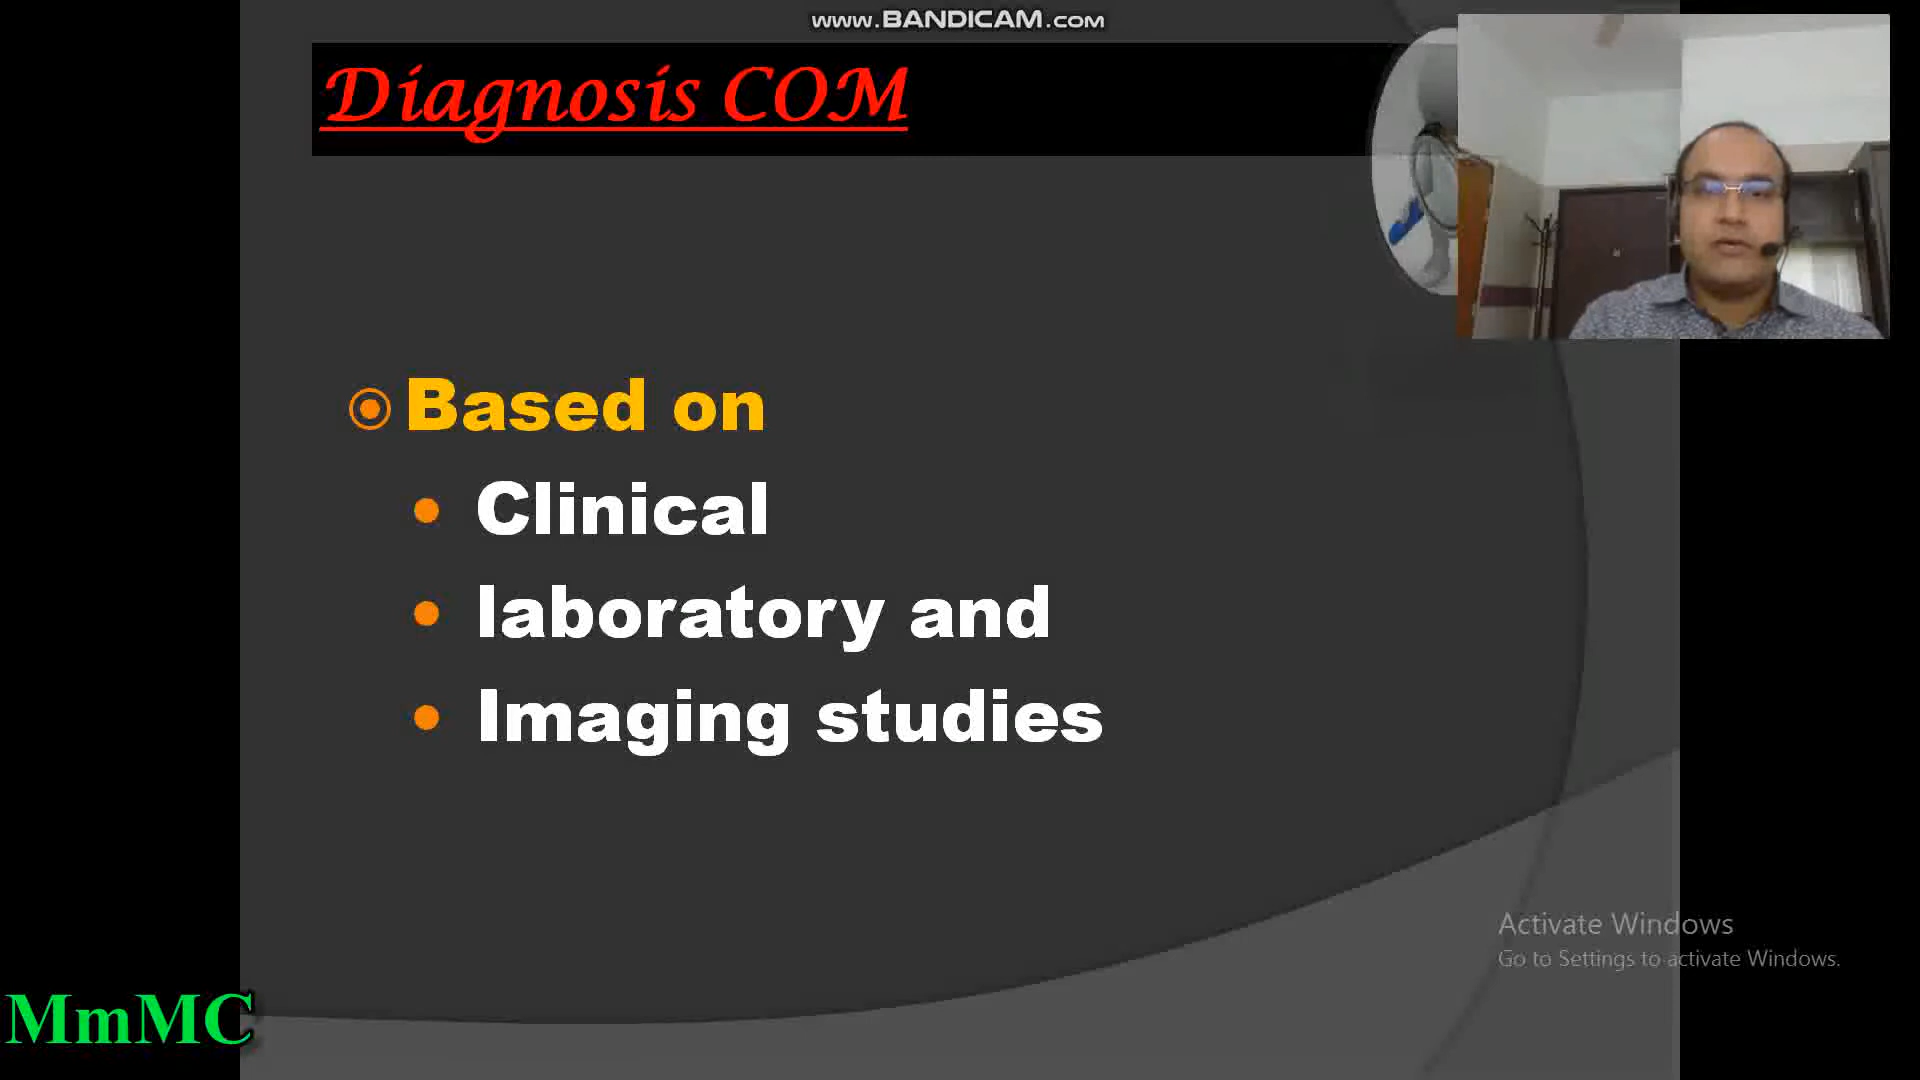 www.BANDICAM.com
Diagnosis COM
Based on
Clinical
laboratory and
Imaging studies
Activate Windows
Go to Settings to activate Windows.
MmMC